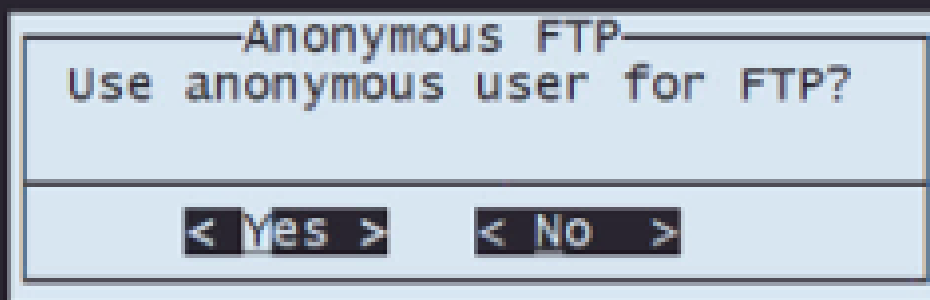 Anonymous FTP
Use anonymous user for FTP?
< Yes > < No >